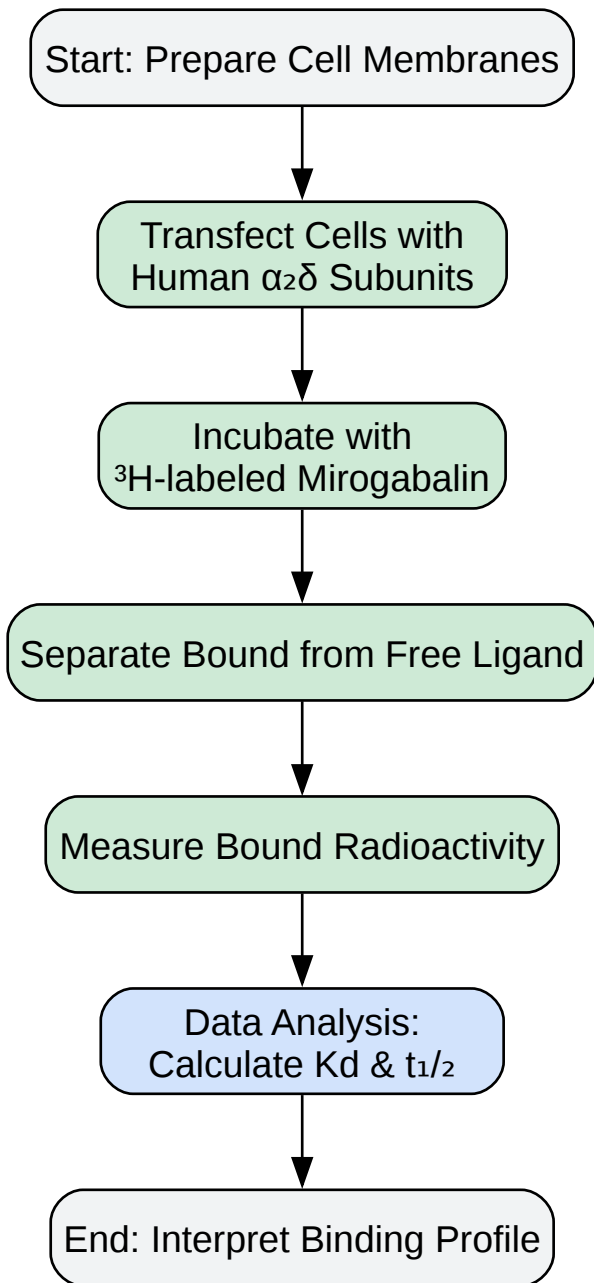 Start: Prepare Cell Membranes
Transfect Cells with
Human α₂δ Subunits
Incubate with
³H-labeled Mirogabalin
Separate Bound from Free Ligand
Measure Bound Radioactivity
Data Analysis:
Calculate Kd & t₁/₂
End: Interpret Binding Profile